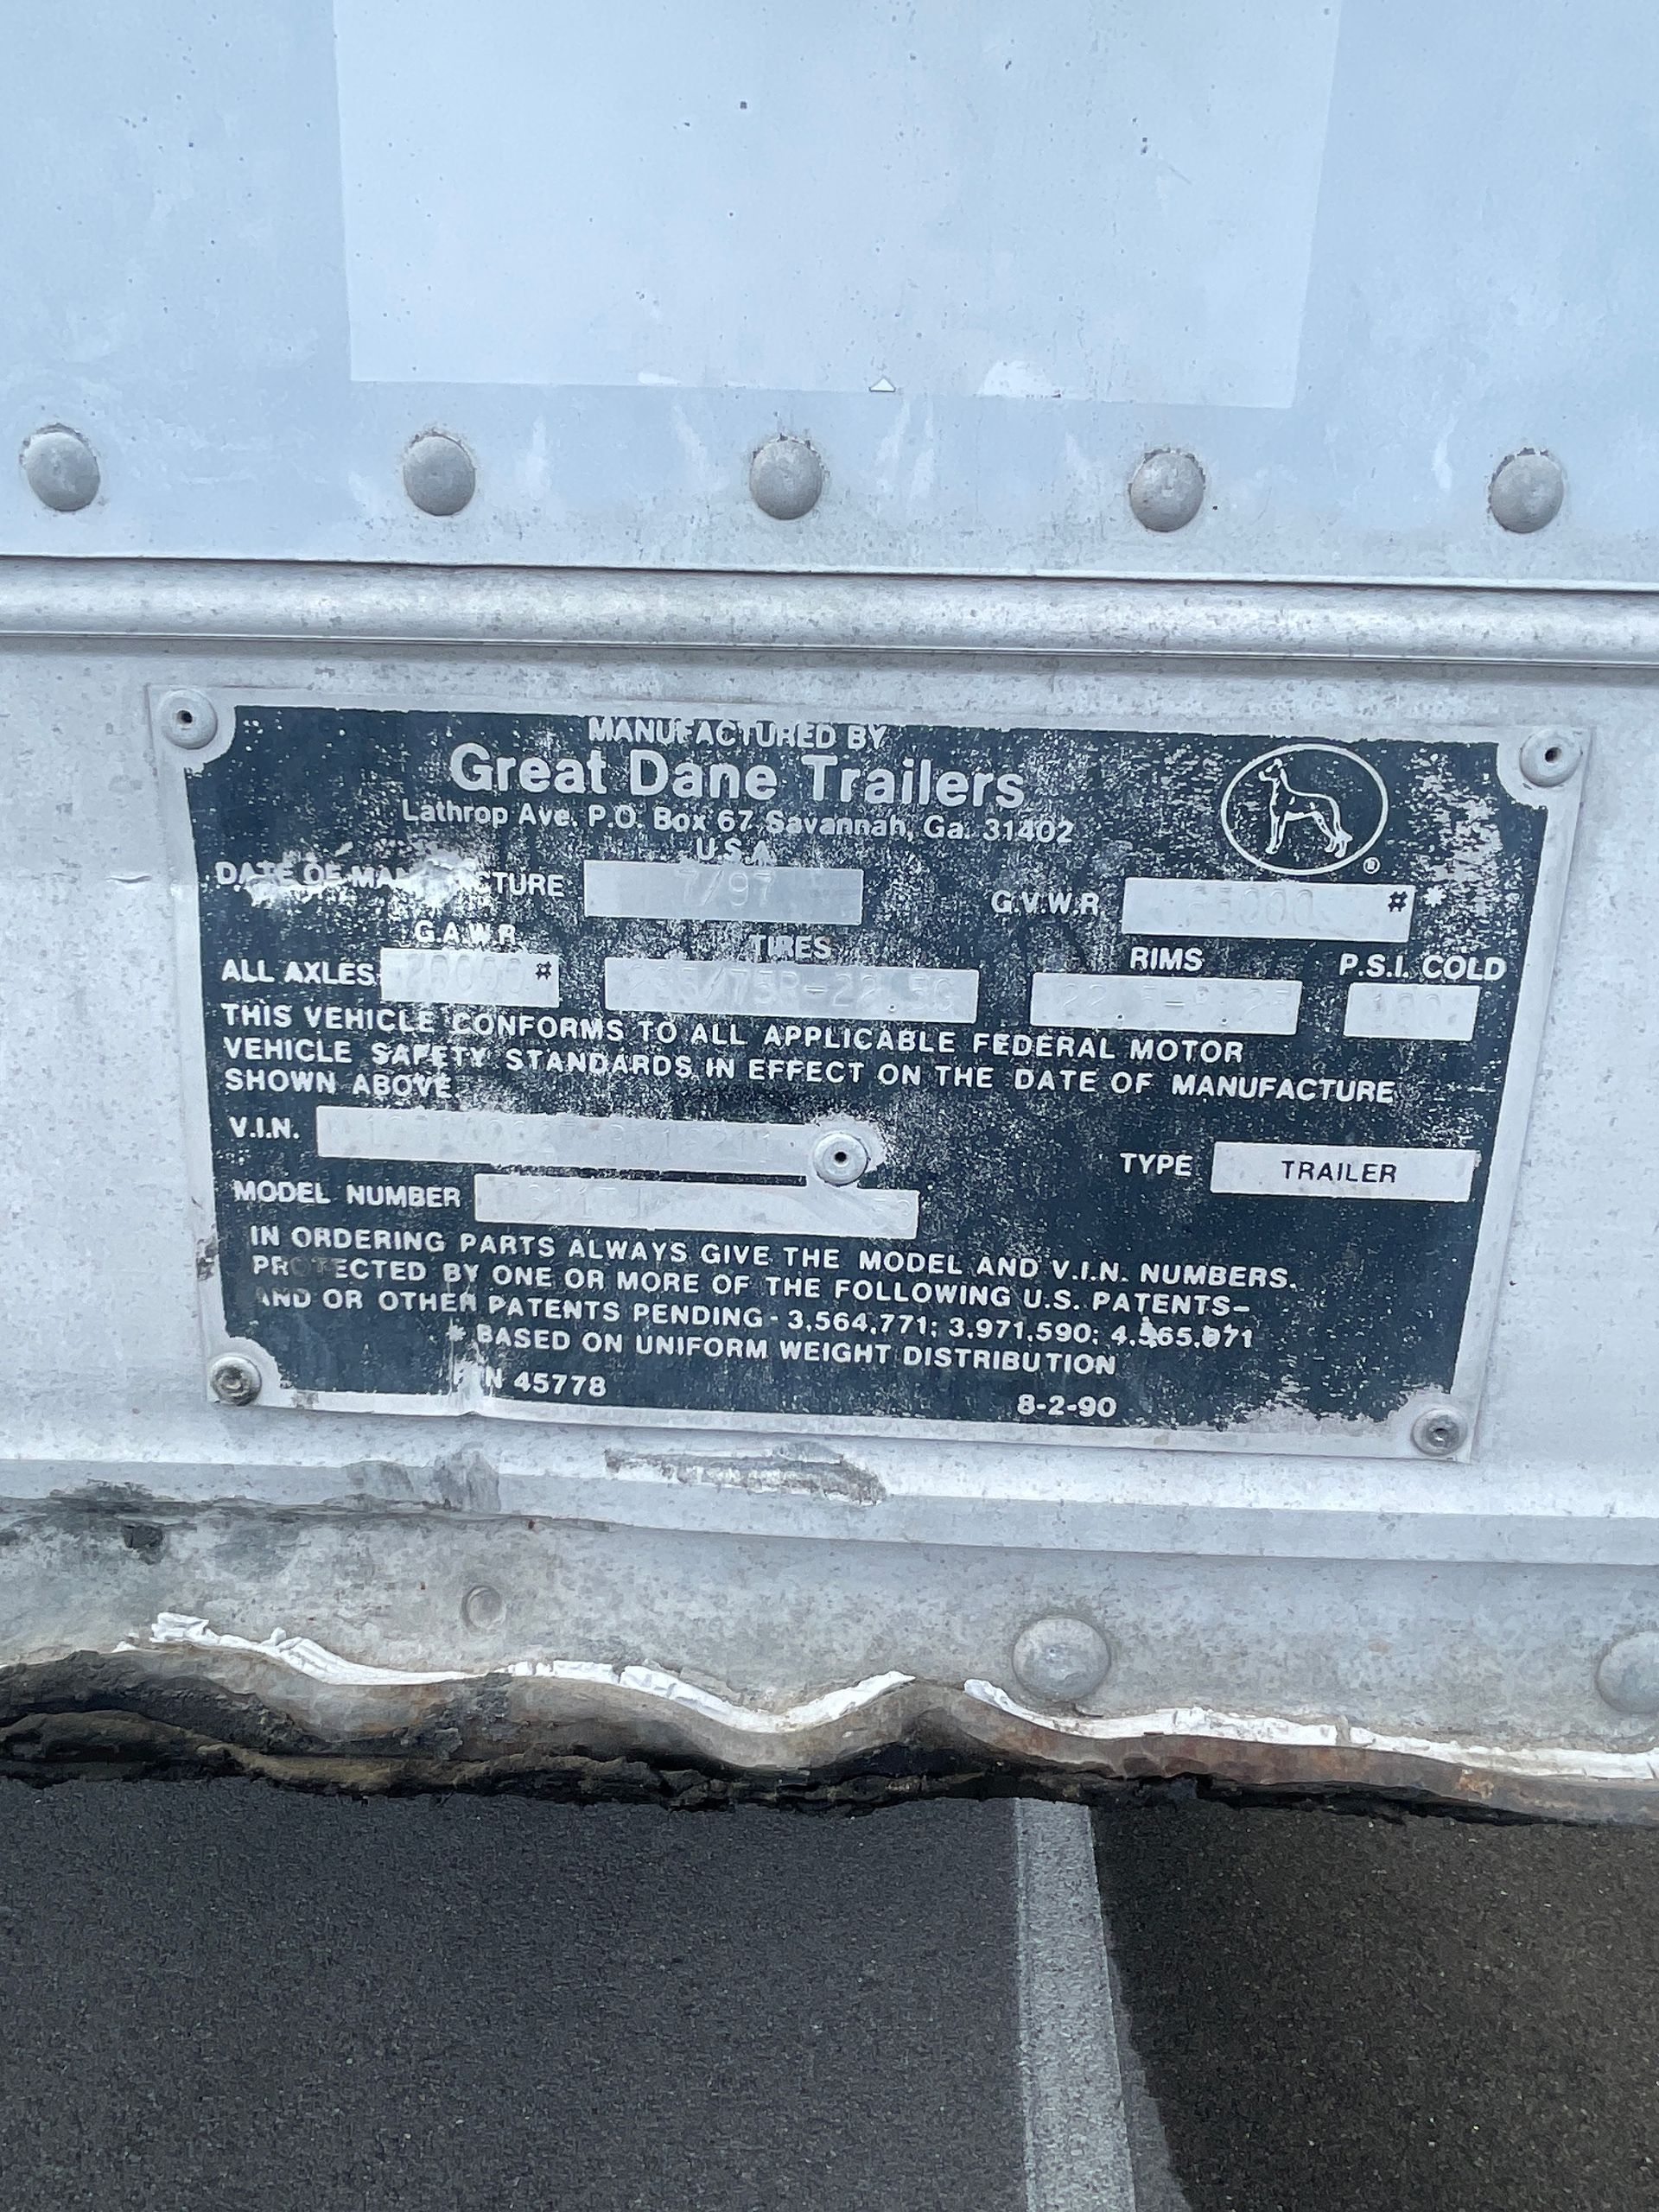 MANUFACTURED BY
Great Dane Trailers
Lathrop Ave. P.O. Box 67 Savannah, Ga. 31402
U.S.A
DATE OF MANUFACTURE 7/97 G.V.W.R. #*
G.A.W.R. TIRES RIMS P.S.I. COLD
ALL AXLES 20000 #
THIS VEHICLE CONFORMS TO ALL APPLICABLE FEDERAL MOTOR
VEHICLE SAFETY STANDARDS IN EFFECT ON THE DATE OF MANUFACTURE
SHOWN ABOVE
V.I.N. TYPE TRAILER
MODEL NUMBER
IN ORDERING PARTS ALWAYS GIVE THE MODEL AND V.I.N. NUMBERS.
PROTECTED BY ONE OR MORE OF THE FOLLOWING U.S. PATENTS-
AND OR OTHER PATENTS PENDING - 3,564,771; 3,971,590;
* BASED ON UNIFORM WEIGHT DISTRIBUTION
45778 8-2-90